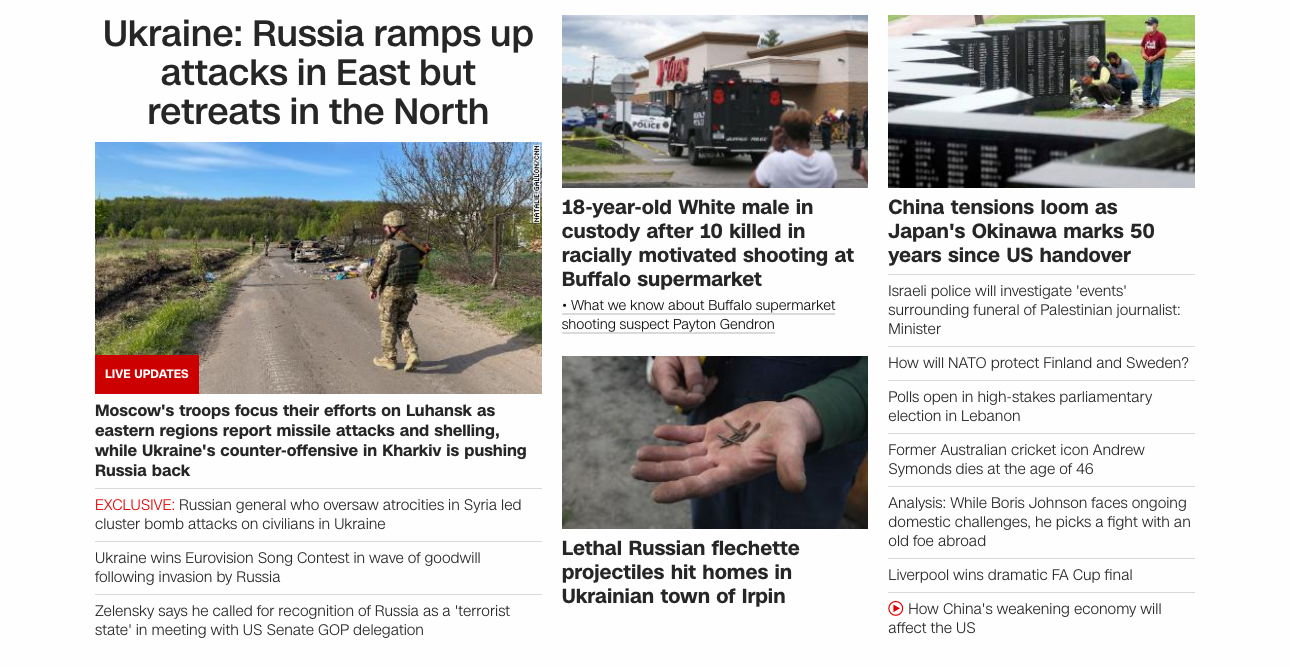 Ukraine: Russia ramps up
attacks in East but
retreats in the North
NATALIE GALLON/CNN
LIVE UPDATES
Moscow's troops focus their efforts on Luhansk as
eastern regions report missile attacks and shelling,
while Ukraine's counter-offensive in Kharkiv is pushing
Russia back
EXCLUSIVE: Russian general who oversaw atrocities in Syria led
cluster bomb attacks on civilians in Ukraine
Ukraine wins Eurovision Song Contest in wave of goodwill
following invasion by Russia
Zelensky says he called for recognition of Russia as a 'terrorist
state' in meeting with US Senate GOP delegation
TOPS
POLICE
BUFFALO POLICE
18-year-old White male in
custody after 10 killed in
racially motivated shooting at
Buffalo supermarket
• What we know about Buffalo supermarket
shooting suspect Payton Gendron
Lethal Russian flechette
projectiles hit homes in
Ukrainian town of Irpin
China tensions loom as
Japan's Okinawa marks 50
years since US handover
Israeli police will investigate 'events'
surrounding funeral of Palestinian journalist:
Minister
How will NATO protect Finland and Sweden?
Polls open in high-stakes parliamentary
election in Lebanon
Former Australian cricket icon Andrew
Symonds dies at the age of 46
Analysis: While Boris Johnson faces ongoing
domestic challenges, he picks a fight with an
old foe abroad
Liverpool wins dramatic FA Cup final
How China's weakening economy will
affect the US